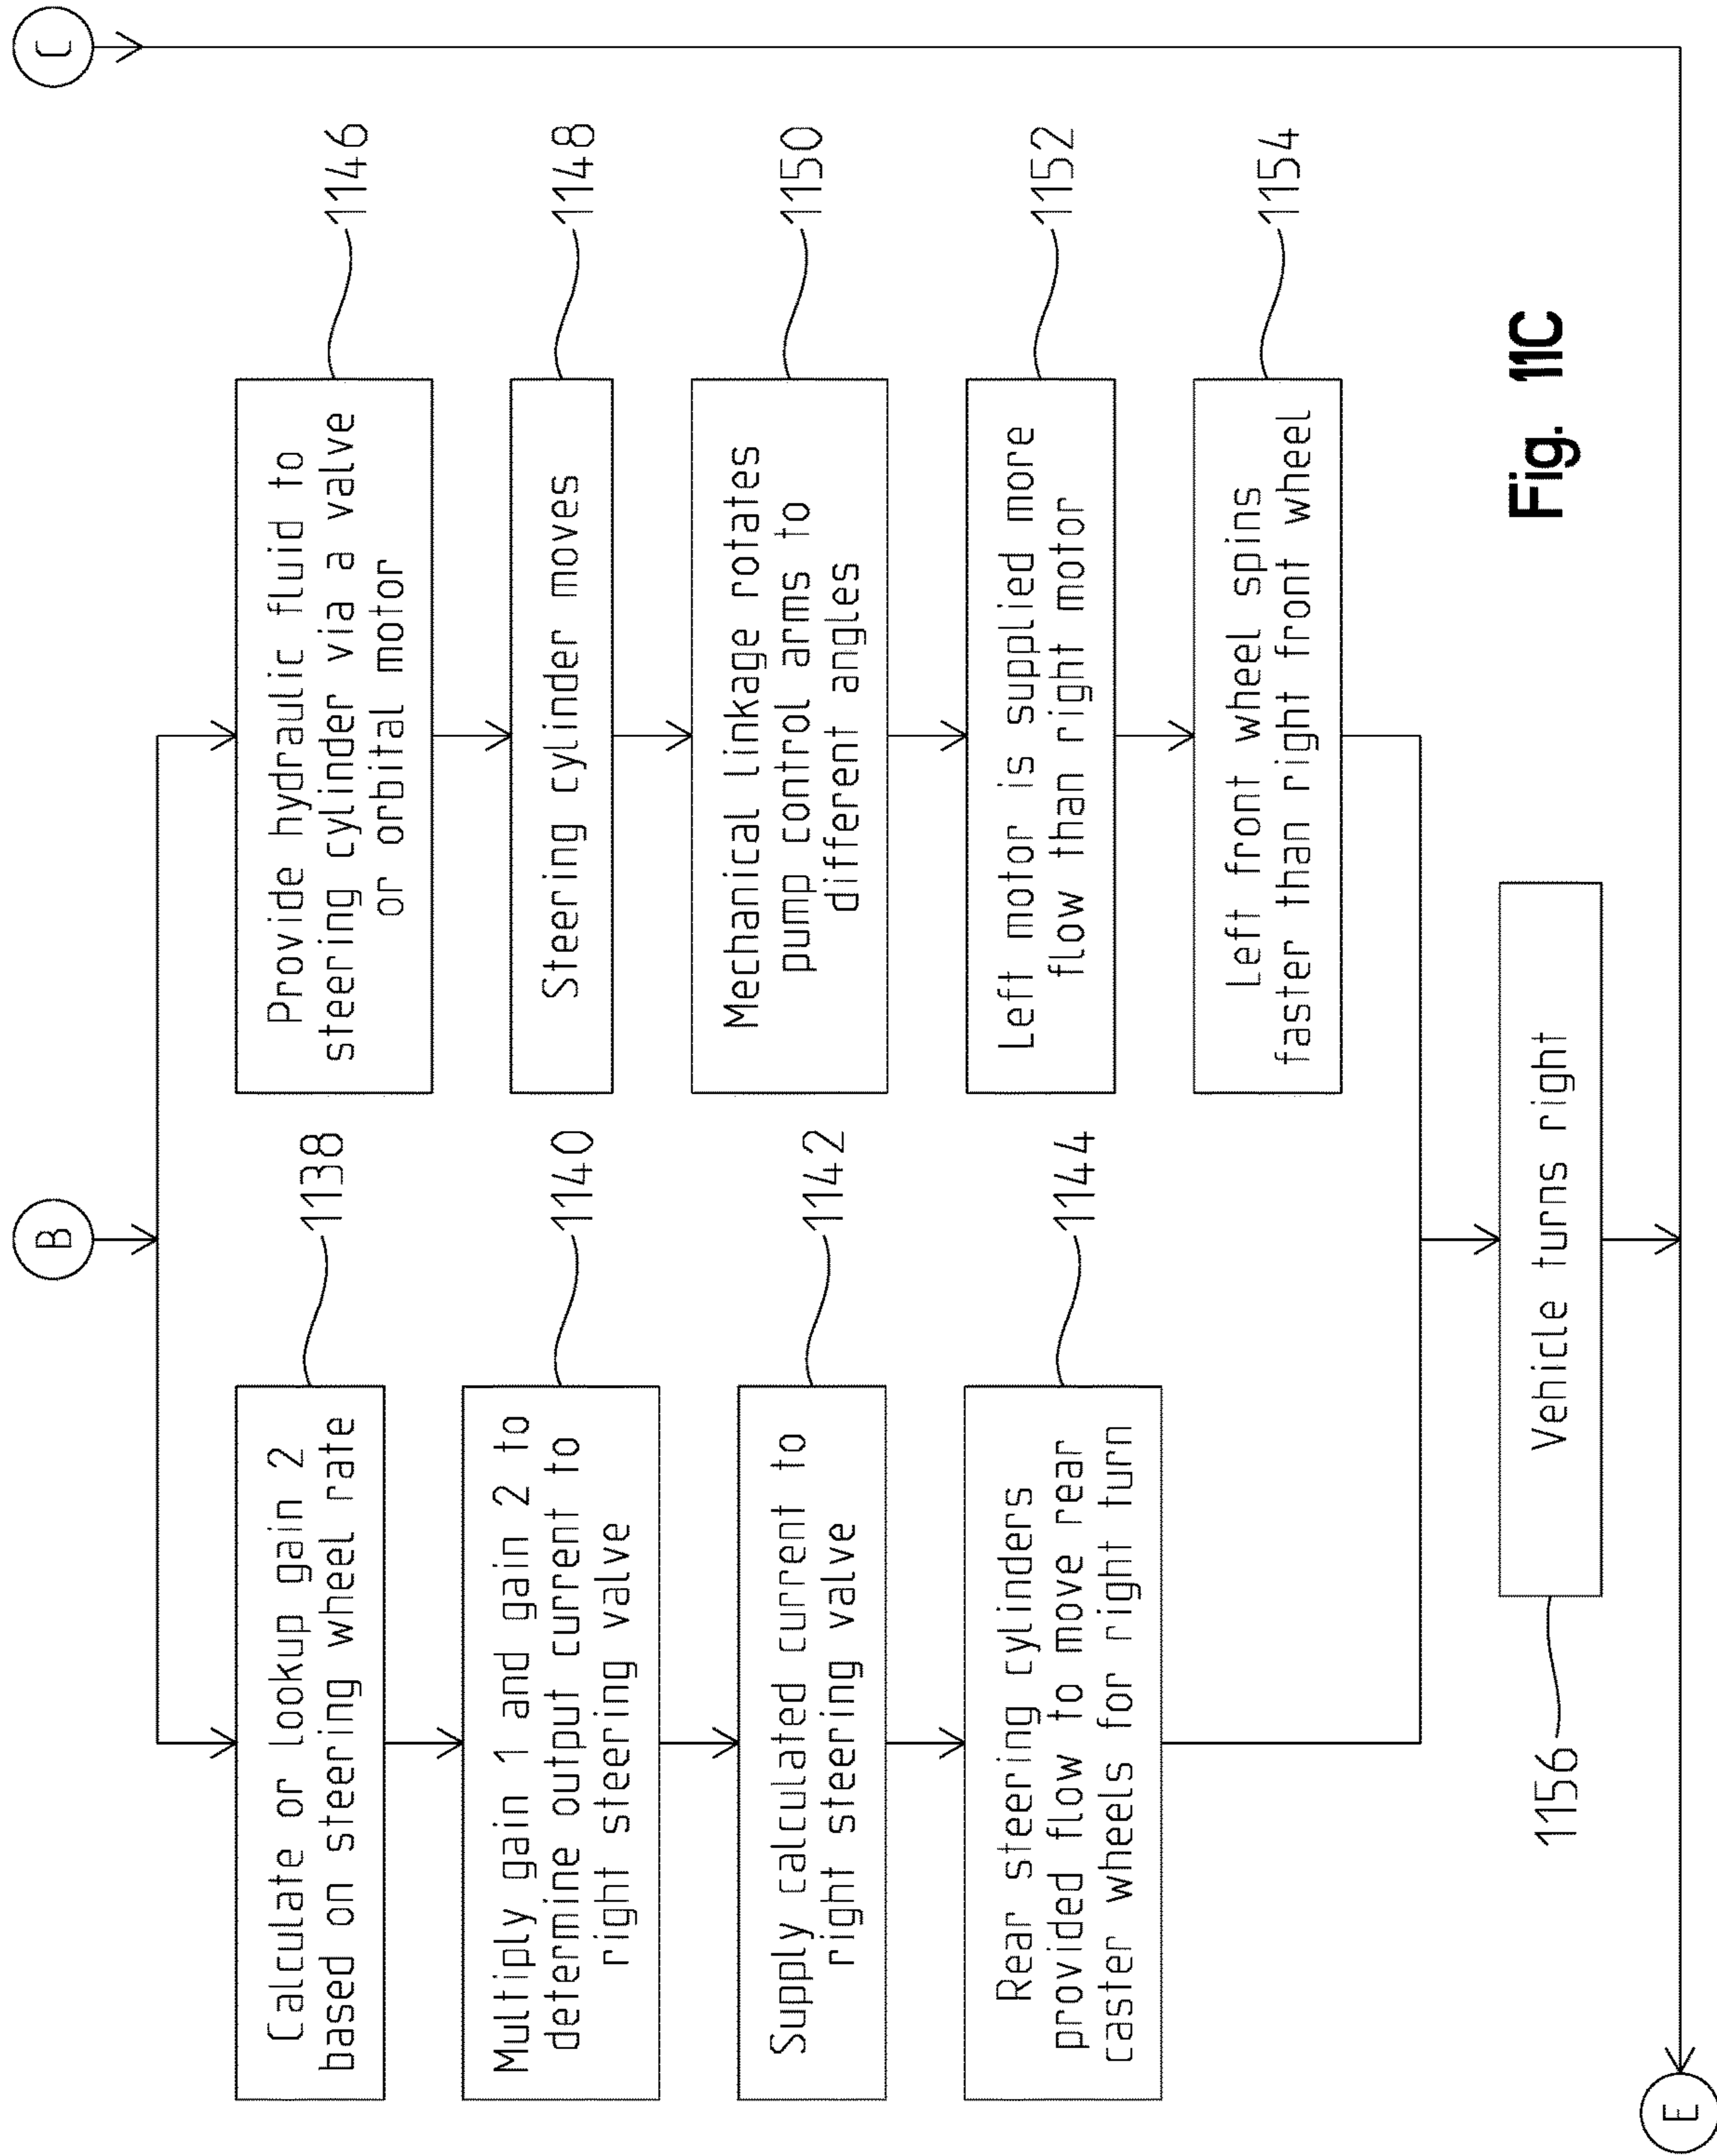 B
C
Calculate or lookup gain 2
based on steering wheel rate
1138
Multiply gain 1 and gain 2 to
determine output current to
right steering valve
1140
Supply calculated current to
right steering valve
1142
Rear steering cylinders
provided flow to move rear
caster wheels for right turn
1144
Provide hydraulic fluid to
steering cylinder via a valve
or orbital motor
1146
Steering cylinder moves
1148
Mechanical linkage rotates
pump control arms to
different angles
1150
Left motor is supplied more
flow than right motor
1152
Left front wheel spins
faster than right front wheel
1154
Vehicle turns right
1156
E
Fig. 11C